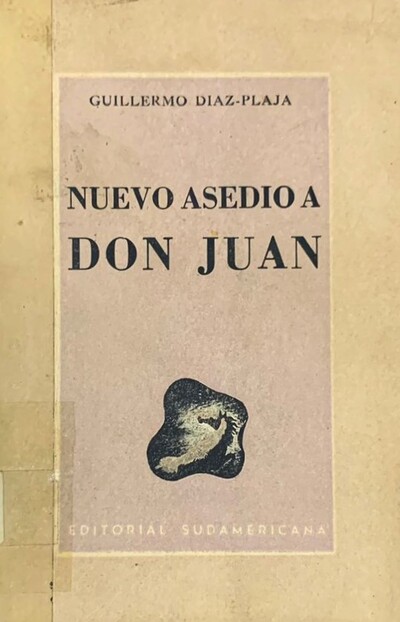 GUILLERMO DIAZ-PLAJA
NUEVO ASEDIO A
DON JUAN
EDITORIAL SUDAMERICANA